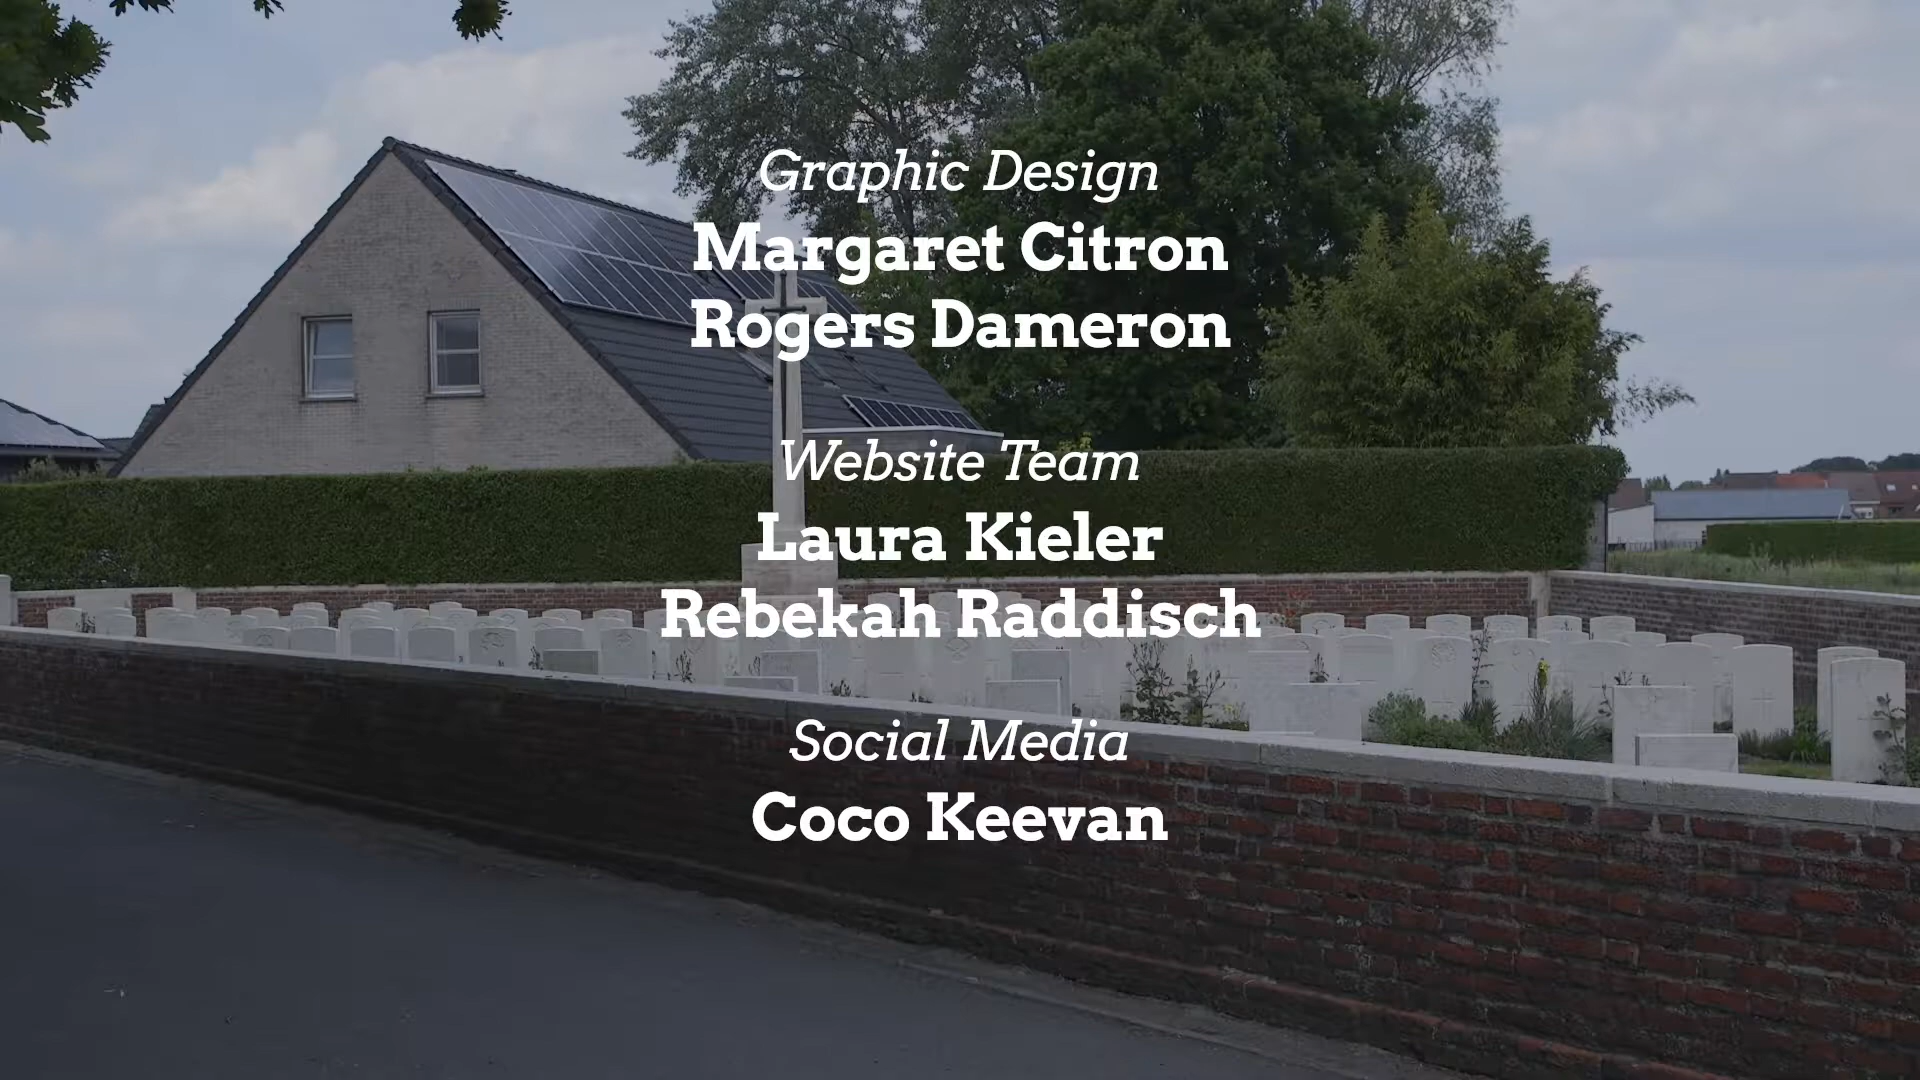 Graphic Design
Margaret Citron
Rogers Dameron
Website Team
Laura Kieler
Rebekah Raddisch
Social Media
Coco Keevan